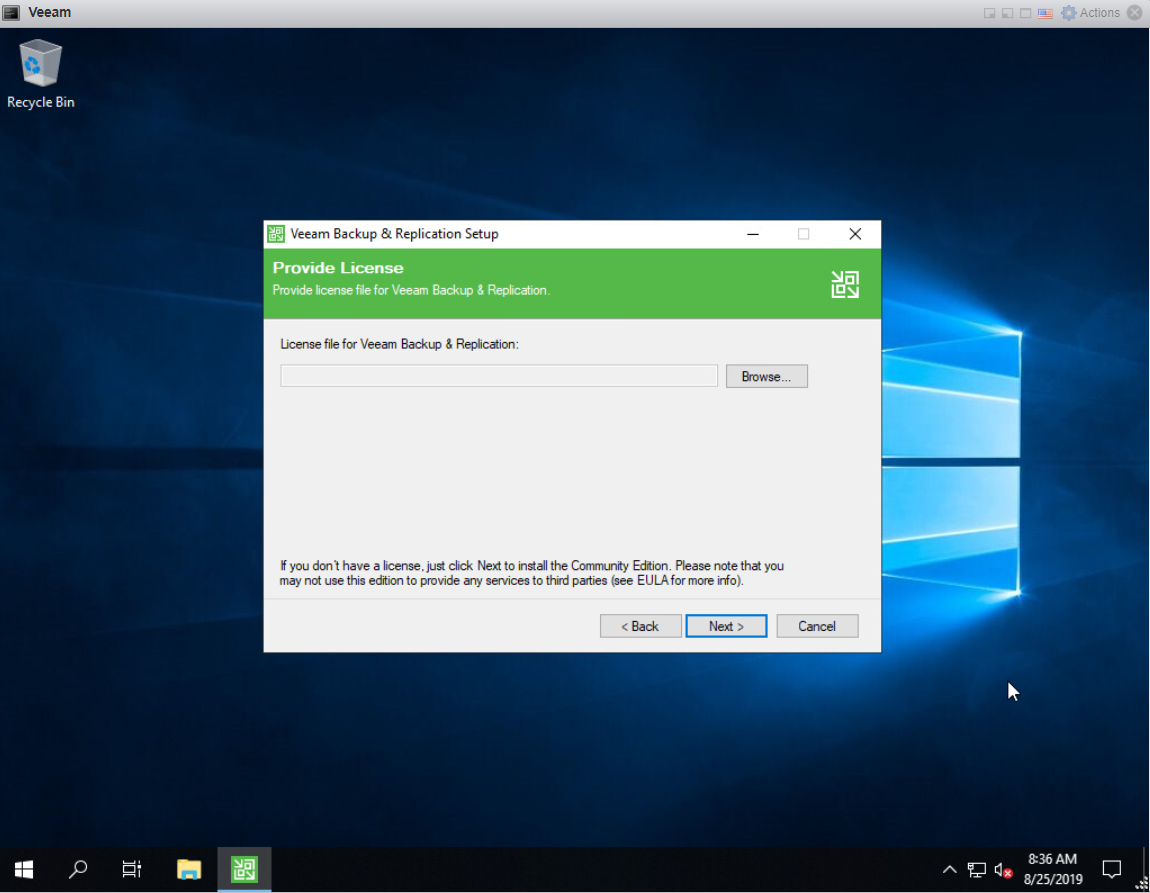 Veeam
Actions
Recycle Bin
Veeam Backup & Replication Setup
Provide License
Provide license file for Veeam Backup & Replication.
License file for Veeam Backup & Replication:
Browse...
If you don't have a license, just click Next to install the Community Edition. Please note that you
may not use this edition to provide any services to third parties (see EULA for more info).
< Back
Next >
Cancel
8:36 AM
8/25/2019